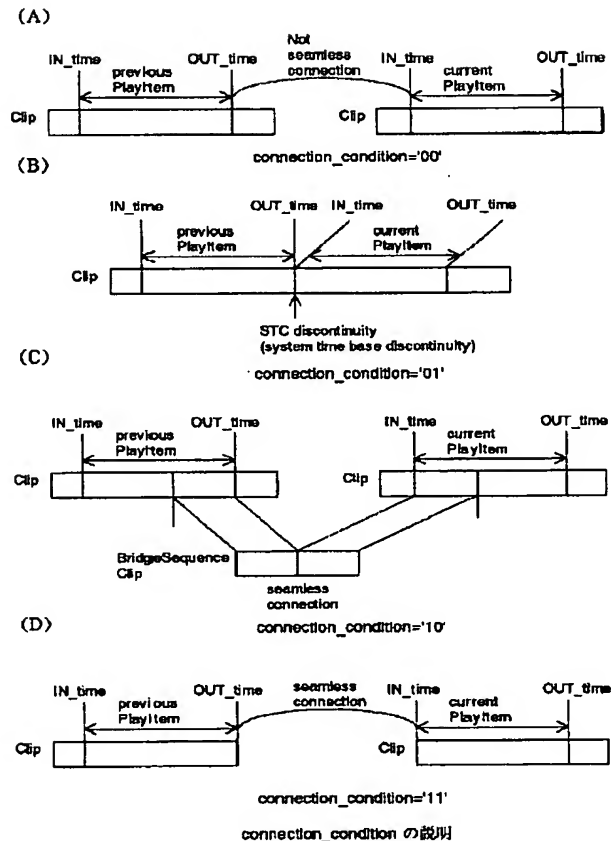 (A)
Not
seamless
connection
IN_time
OUT_time
IN_time
OUT_time
previous
PlayItem
current
PlayItem
Clip
Clip
connection_condition='00'
(B)
IN_time
OUT_time
IN_time
OUT_time
previous
PlayItem
current
PlayItem
Clip
STC discontinuity
(system time base discontinuity)
connection_condition='01'
(C)
IN_time
OUT_time
IN_time
OUT_time
previous
PlayItem
current
PlayItem
Clip
Clip
BridgeSequence
Clip
seamless
connection
connection_condition='10'
(D)
IN_time
OUT_time
seamless
connection
IN_time
OUT_time
previous
PlayItem
current
PlayItem
Clip
Clip
connection_condition='11'
connection_condition の説明